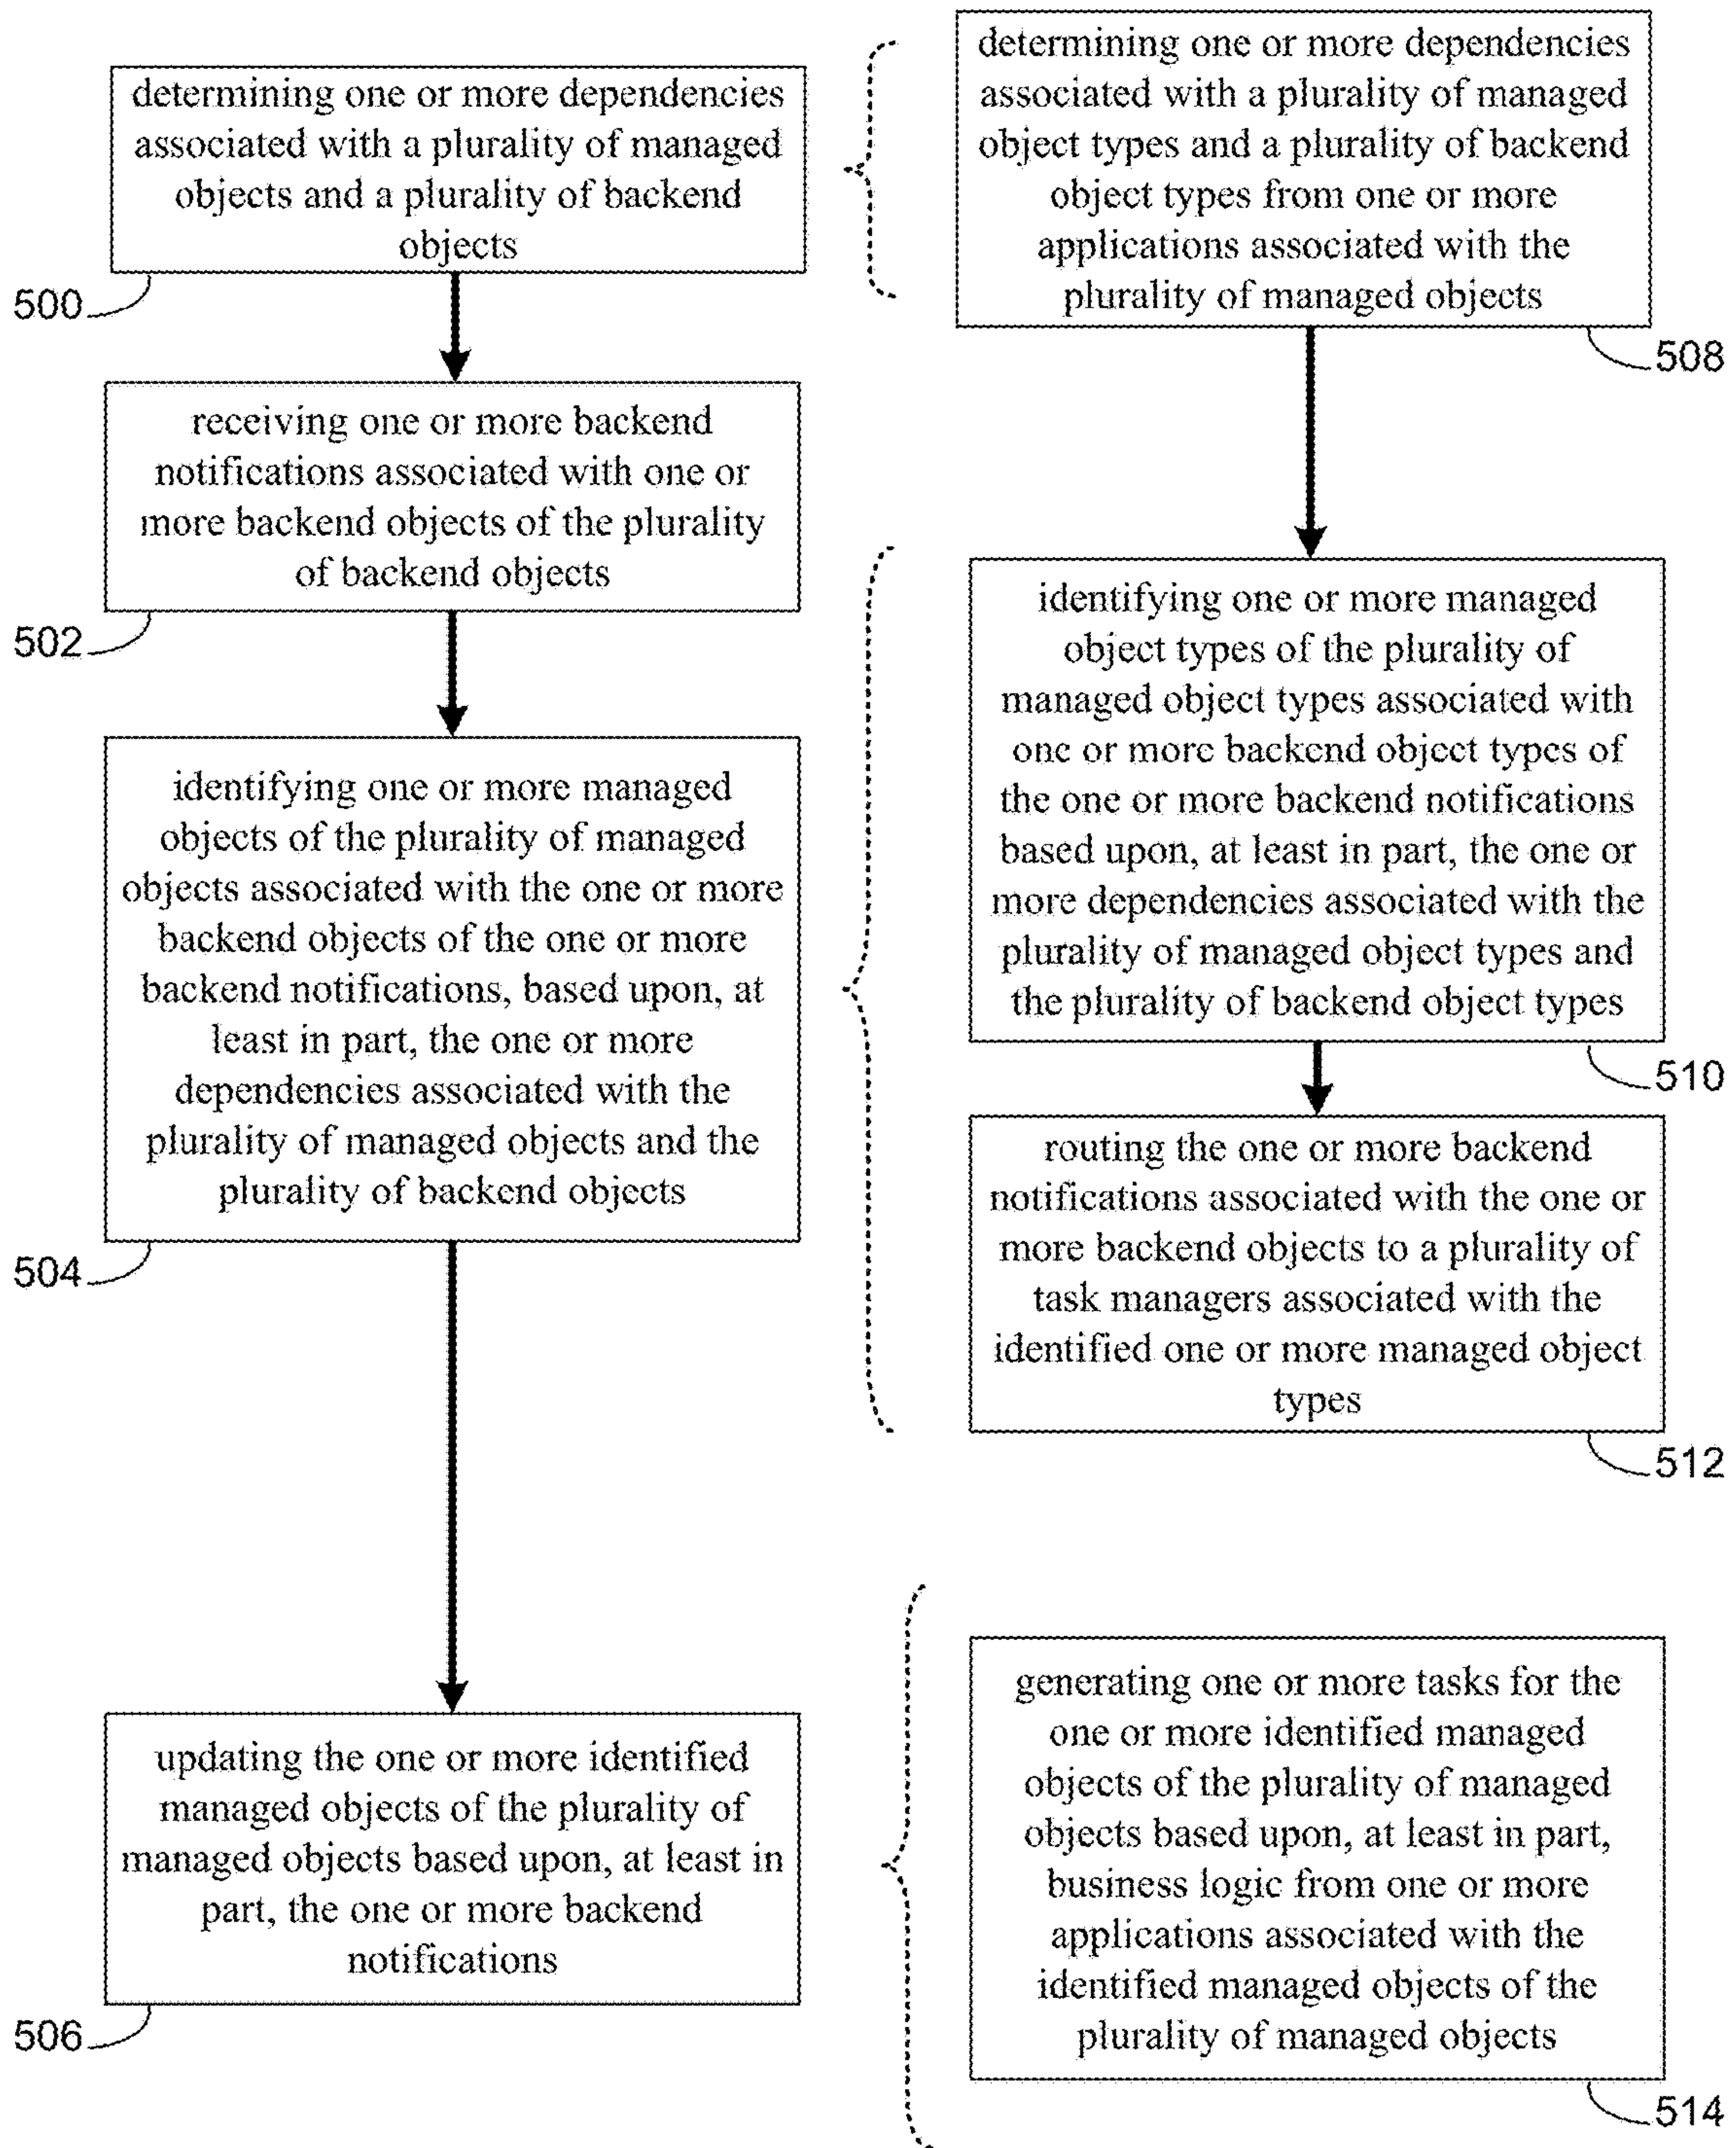 determining one or more dependencies
associated with a plurality of managed
objects and a plurality of backend
objects
500
receiving one or more backend
notifications associated with one or
more backend objects of the plurality
of backend objects
502
identifying one or more managed
objects of the plurality of managed
objects associated with the one or more
backend objects of the one or more
backend notifications, based upon, at
least in part, the one or more
dependencies associated with the
plurality of managed objects and the
plurality of backend objects
504
updating the one or more identified
managed objects of the plurality of
managed objects based upon, at least in
part, the one or more backend
notifications
506
determining one or more dependencies
associated with a plurality of managed
object types and a plurality of backend
object types from one or more
applications associated with the
plurality of managed objects
508
identifying one or more managed
object types of the plurality of
managed object types associated with
one or more backend object types of
the one or more backend notifications
based upon, at least in part, the one or
more dependencies associated with the
plurality of managed object types and
the plurality of backend object types
510
routing the one or more backend
notifications associated with the one or
more backend objects to a plurality of
task managers associated with the
identified one or more managed object
types
512
generating one or more tasks for the
one or more identified managed
objects of the plurality of managed
objects based upon, at least in part,
business logic from one or more
applications associated with the
identified managed objects of the
plurality of managed objects
514